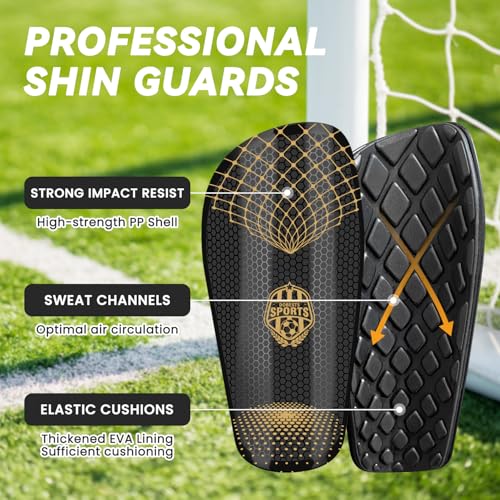 PROFESSIONAL
SHIN GUARDS
STRONG IMPACT RESIST
High-strength PP Shell
SWEAT CHANNELS
Optimal air circulation
ELASTIC CUSHIONS
Thickened EVA Lining
Sufficient cushioning
SPORTS